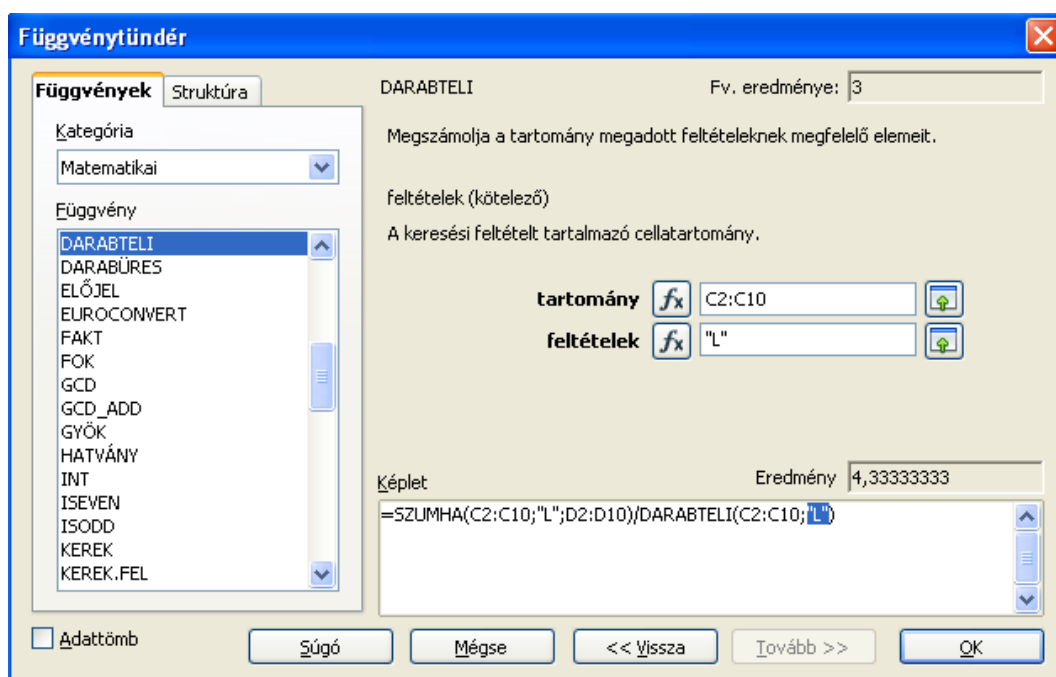 Függvénytündér
Függvények
Struktúra
Kategória
Matematikai
Függvény
DARABTELI
DARABÜRES
ELŐJEL
EUROCONVERT
FAKT
FOK
GCD
GCD_ADD
GYÖK
HATVÁNY
INT
ISEVEN
ISODD
KEREK
KEREK.FEL
DARABTELI
Fv. eredménye: 3
Megszámolja a tartomány megadott feltételeknek megfelelő elemeit.
feltételek (kötelező)
A keresési feltételt tartalmazó cellatartomány.
tartomány fx C2:C10
feltételek fx "L"
Képlet
Eredmény 4,33333333
=SZUMHA(C2:C10;"L";D2:D10)/DARABTELI(C2:C10;"L")
Adattömb
Súgó
Mégse
<< Vissza
Tovább >>
OK